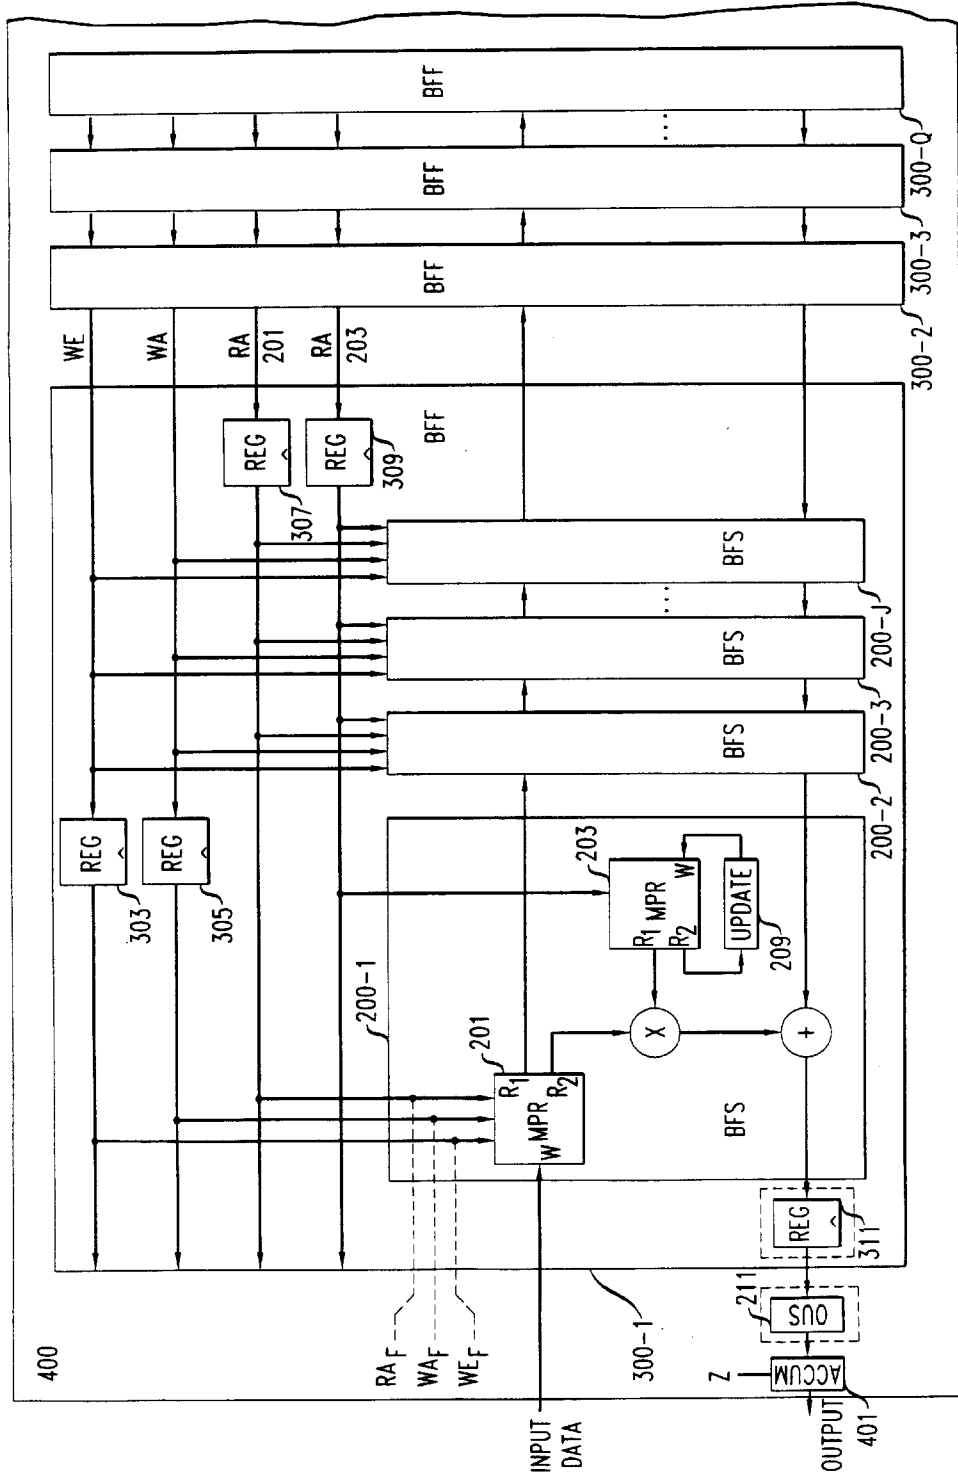 400
BFF
BFF
BFF
300-Q
300-3
300-2
WE
WA
RA
201
RA
203
REG
307
REG
309
BFF
REG
303
REG
305
BFS
BFS
BFS
200-J
200-3
200-2
200-1
201
R1
MPR
W
R2
203
R1
MPR
R2
W
UPDATE
209
X
+
BFS
REG
311
300-1
211
OUS
Z
ACCUM
401
OUTPUT
INPUT
DATA
RAF
WAF
WEF